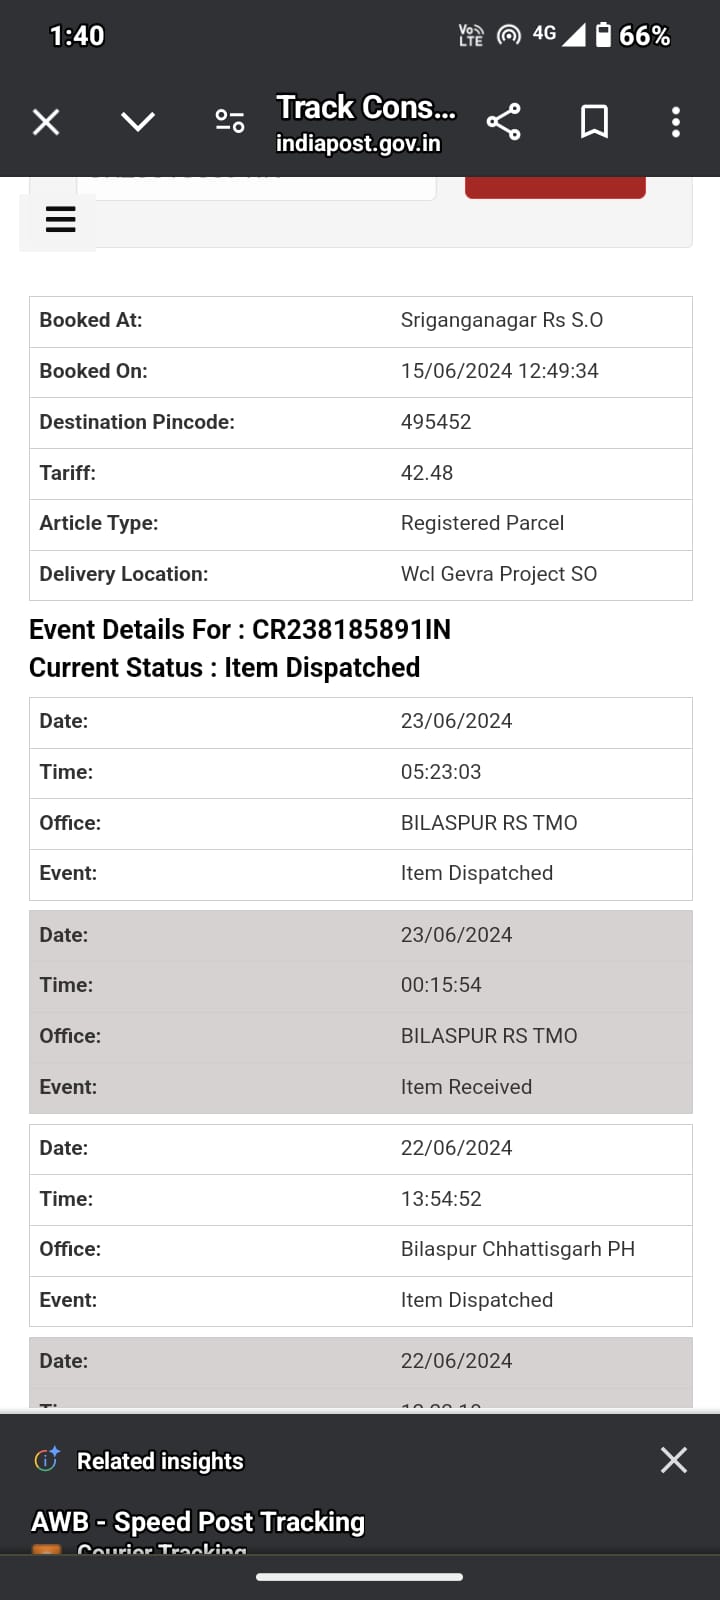 1:40
Vo LTE 4G 66%
Track Cons...
indiapost.gov.in
Booked At: Sriganganagar Rs S.O
Booked On: 15/06/2024 12:49:34
Destination Pincode: 495452
Tariff: 42.48
Article Type: Registered Parcel
Delivery Location: Wcl Gevra Project SO
Event Details For : CR238185891IN
Current Status : Item Dispatched
Date: 23/06/2024
Time: 05:23:03
Office: BILASPUR RS TMO
Event: Item Dispatched
Date: 23/06/2024
Time: 00:15:54
Office: BILASPUR RS TMO
Event: Item Received
Date: 22/06/2024
Time: 13:54:52
Office: Bilaspur Chhattisgarh PH
Event: Item Dispatched
Date: 22/06/2024
Related insights
AWB - Speed Post Tracking
Courier Tracking